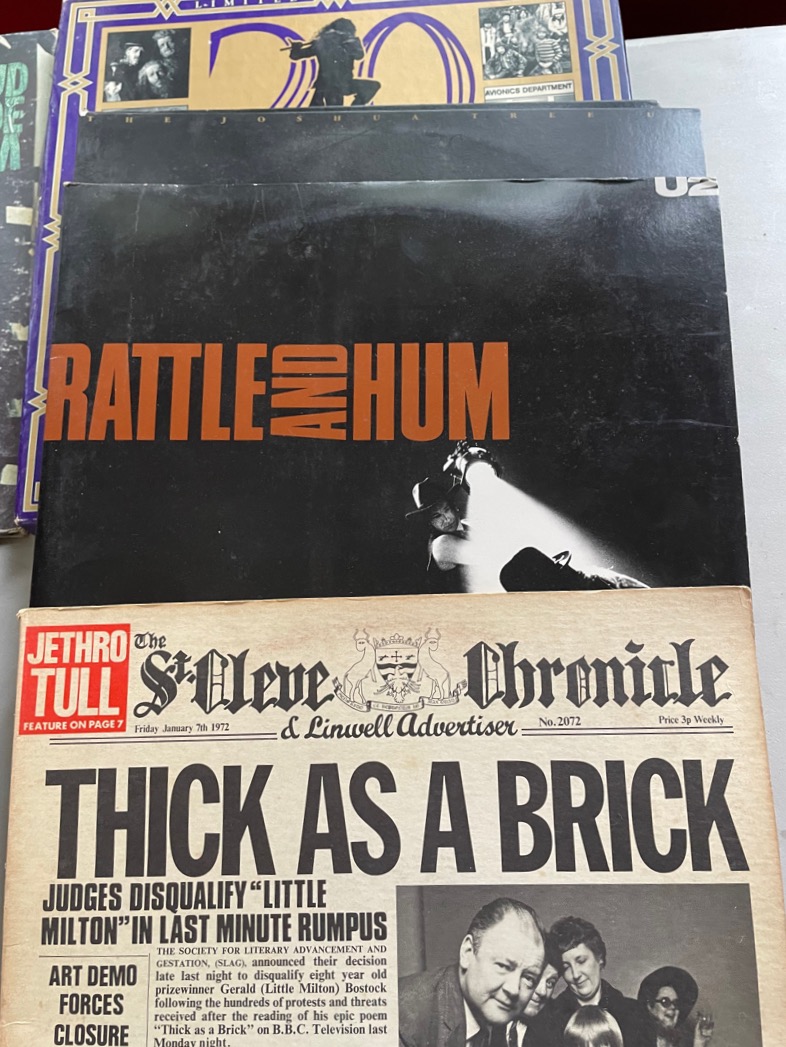 LIMITED
20
AVIONICS DEPARTMENT
THE JOSHUA TREE U
U2
RATTLE AND HUM
JETHRO
TULL
FEATURE ON PAGE 7
The St. Cleve Chronicle
Friday January 7th 1972
& Linwell Advertiser
No. 2072
Price 3p Weekly
THICK AS A BRICK
JUDGES DISQUALIFY “LITTLE
MILTON” IN LAST MINUTE RUMPUS
ART DEMO
FORCES
CLOSURE
THE SOCIETY FOR LITERARY ADVANCEMENT AND
GESTATION, (SLAG), announced their decision
late last night to disqualify eight year old
prizewinner Gerald (Little Milton) Bostock
following the hundreds of protests and threats
received after the reading of his epic poem
“Thick as a Brick” on B.B.C. Television last
Monday night.